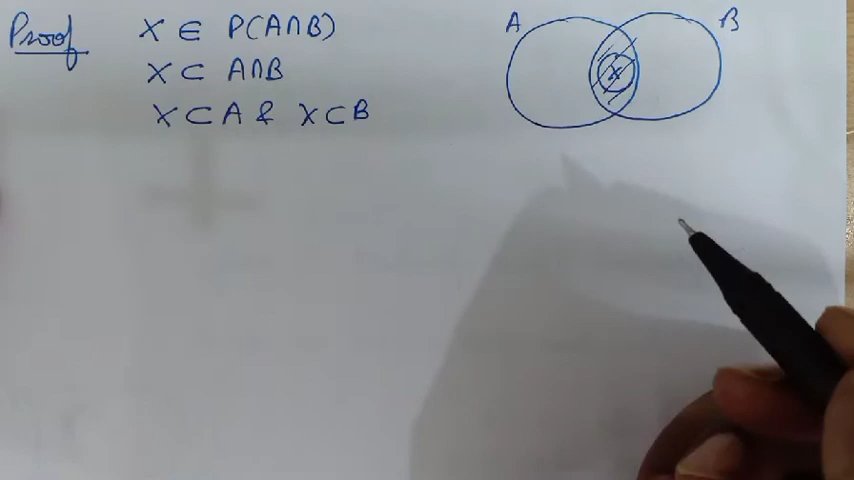 Proof X ∈ P(A∩B)
X ⊂ A∩B
X ⊂ A & X ⊂ B
A B
X